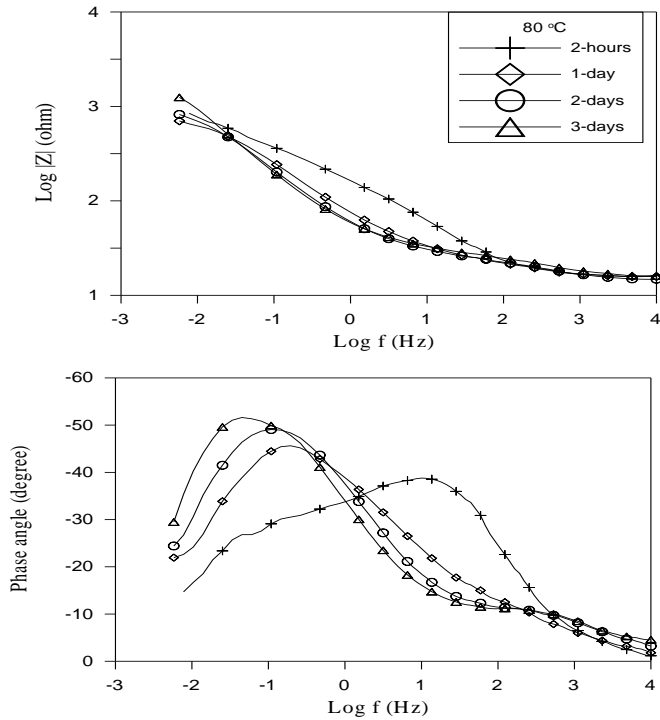 4
3
2
1
Log |Z| (ohm)
80 °C
2-hours
1-day
2-days
3-days
-3 -2 -1 0 1 2 3 4
Log f (Hz)
-60
-50
-40
-30
-20
-10
0
Phase angle (degree)
-3 -2 -1 0 1 2 3 4
Log f (Hz)